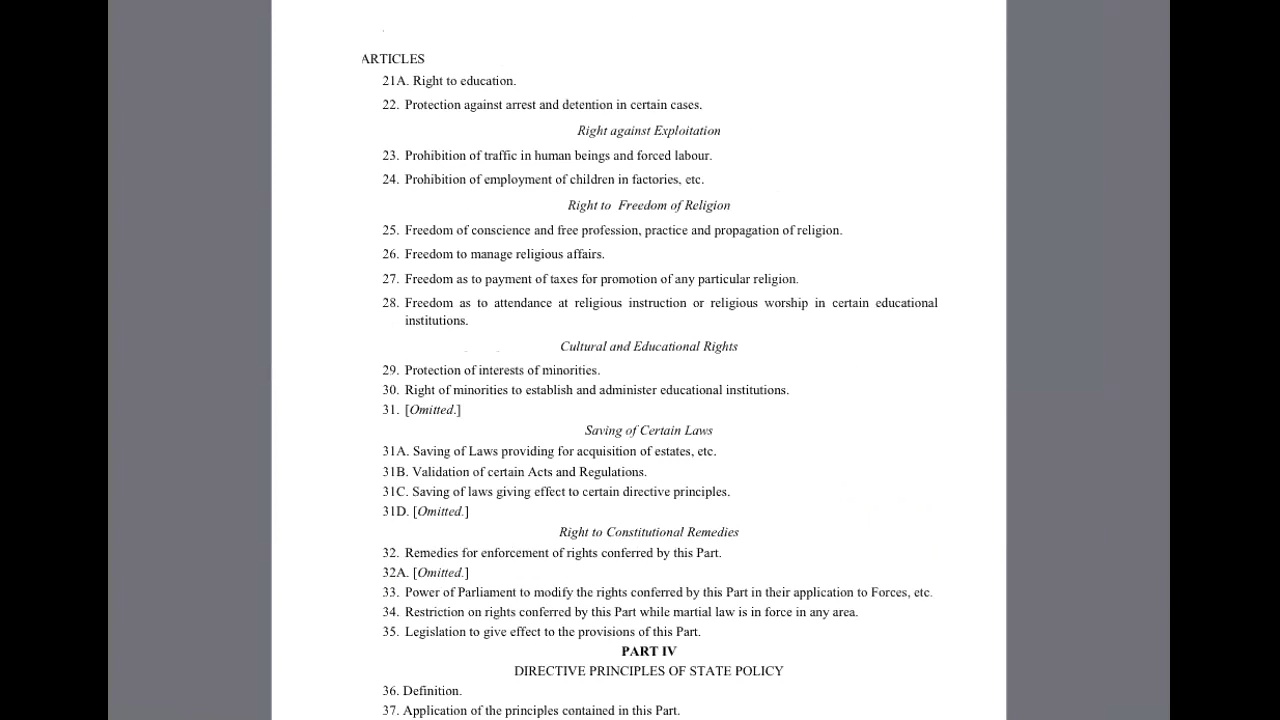 ARTICLES
21A. Right to education.
22. Protection against arrest and detention in certain cases.
Right against Exploitation
23. Prohibition of traffic in human beings and forced labour.
24. Prohibition of employment of children in factories, etc.
Right to Freedom of Religion
25. Freedom of conscience and free profession, practice and propagation of religion.
26. Freedom to manage religious affairs.
27. Freedom as to payment of taxes for promotion of any particular religion.
28. Freedom as to attendance at religious instruction or religious worship in certain educational
institutions.
Cultural and Educational Rights
29. Protection of interests of minorities.
30. Right of minorities to establish and administer educational institutions.
31. [Omitted.]
Saving of Certain Laws
31A. Saving of Laws providing for acquisition of estates, etc.
31B. Validation of certain Acts and Regulations.
31C. Saving of laws giving effect to certain directive principles.
31D. [Omitted.]
Right to Constitutional Remedies
32. Remedies for enforcement of rights conferred by this Part.
32A. [Omitted.]
33. Power of Parliament to modify the rights conferred by this Part in their application to Forces, etc.
34. Restriction on rights conferred by this Part while martial law is in force in any area.
35. Legislation to give effect to the provisions of this Part.
PART IV
DIRECTIVE PRINCIPLES OF STATE POLICY
36. Definition.
37. Application of the principles contained in this Part.